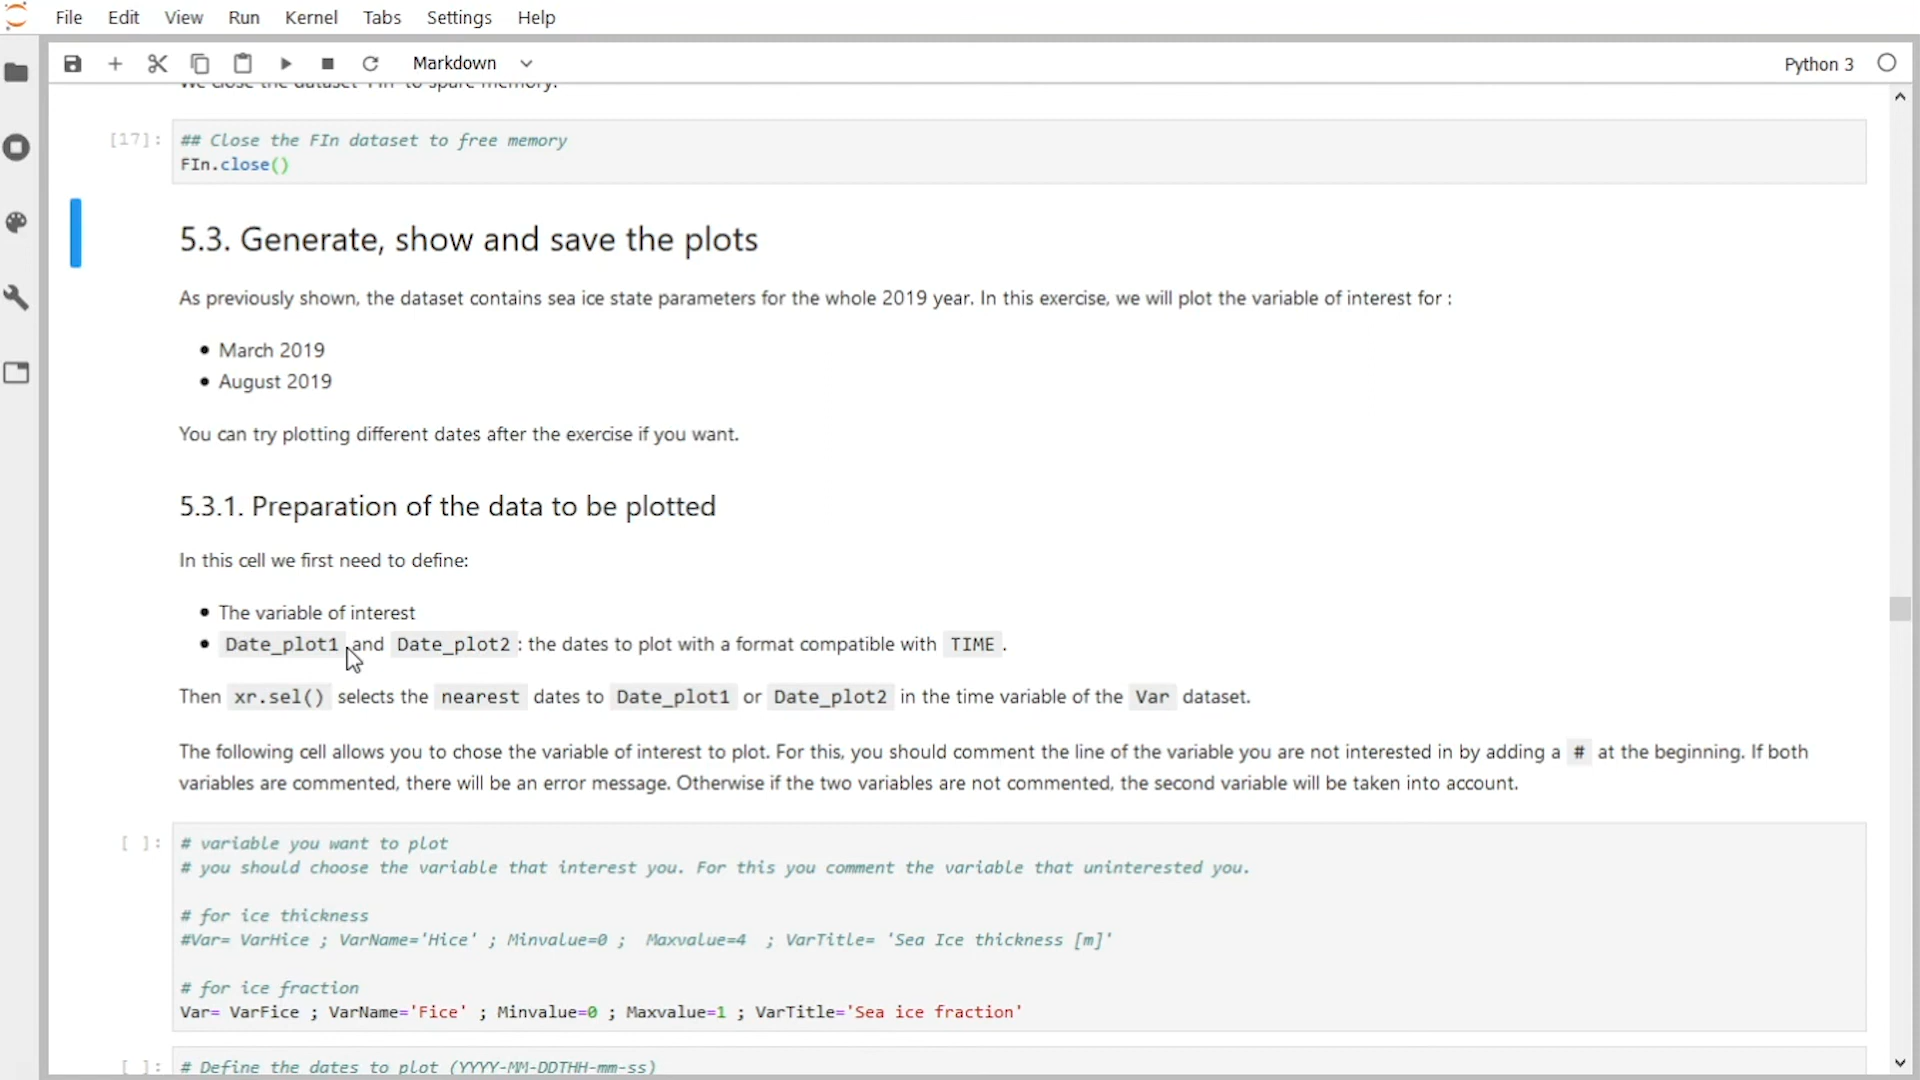 File Edit View Run Kernel Tabs Settings Help
Markdown
Python 3
We close the dataset 'FIn' to spare memory.
[17]: ## Close the FIn dataset to free memory
FIn.close()
5.3. Generate, show and save the plots
As previously shown, the dataset contains sea ice state parameters for the whole 2019 year. In this exercise, we will plot the variable of interest for :
• March 2019
• August 2019
You can try plotting different dates after the exercise if you want.
5.3.1. Preparation of the data to be plotted
In this cell we first need to define:
• The variable of interest
• Date_plot1 and Date_plot2 : the dates to plot with a format compatible with TIME .
Then xr.sel() selects the nearest dates to Date_plot1 or Date_plot2 in the time variable of the Var dataset.
The following cell allows you to chose the variable of interest to plot. For this, you should comment the line of the variable you are not interested in by adding a # at the beginning. If both
variables are commented, there will be an error message. Otherwise if the two variables are not commented, the second variable will be taken into account.
[ ]: # variable you want to plot
# you should choose the variable that interest you. For this you comment the variable that uninterested you.
# for ice thickness
#Var= VarHice ; VarName='Hice' ; Minvalue=0 ;  Maxvalue=4  ; VarTitle= 'Sea Ice thickness [m]'
# for ice fraction
Var= VarFice ; VarName='Fice' ; Minvalue=0 ; Maxvalue=1 ; VarTitle='Sea ice fraction'
[ ]: # Define the dates to plot (YYYY-MM-DDTHH-mm-ss)